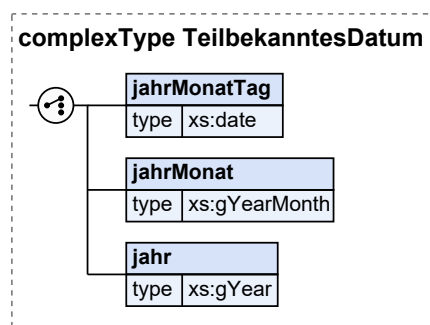 complexType TeilbekanntesDatum
jahrMonatTag
type xs:date
jahrMonat
type xs:gYearMonth
jahr
type xs:gYear